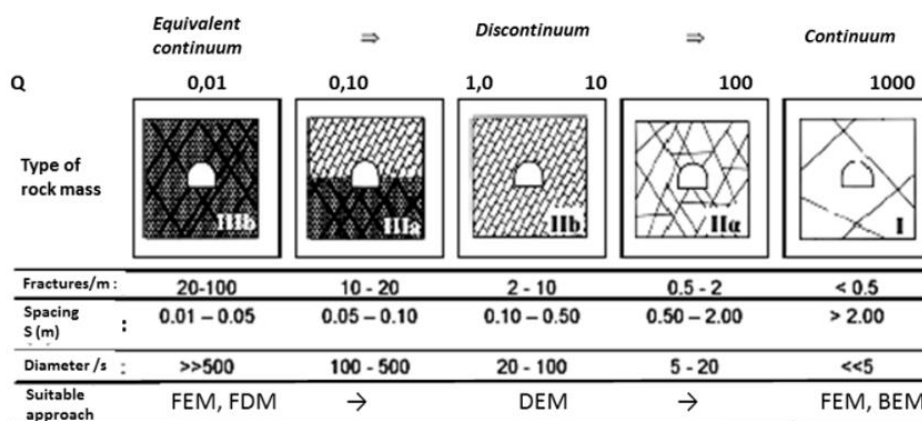 Equivalent continuum ⇒ Discontinuum ⇒ Continuum
Q 0,01 0,10 1,0 10 100 1000
Type of rock mass IIIb IIIa IIb IIα I
Fractures/m : 20-100 10 - 20 2 - 10 0.5 - 2 < 0.5
Spacing S (m) : 0.01 – 0.05 0.05 – 0.10 0.10 – 0.50 0.50 – 2.00 > 2.00
Diameter /s : >>500 100 - 500 20 - 100 5 - 20 <<5
Suitable approach FEM, FDM → DEM → FEM, BEM